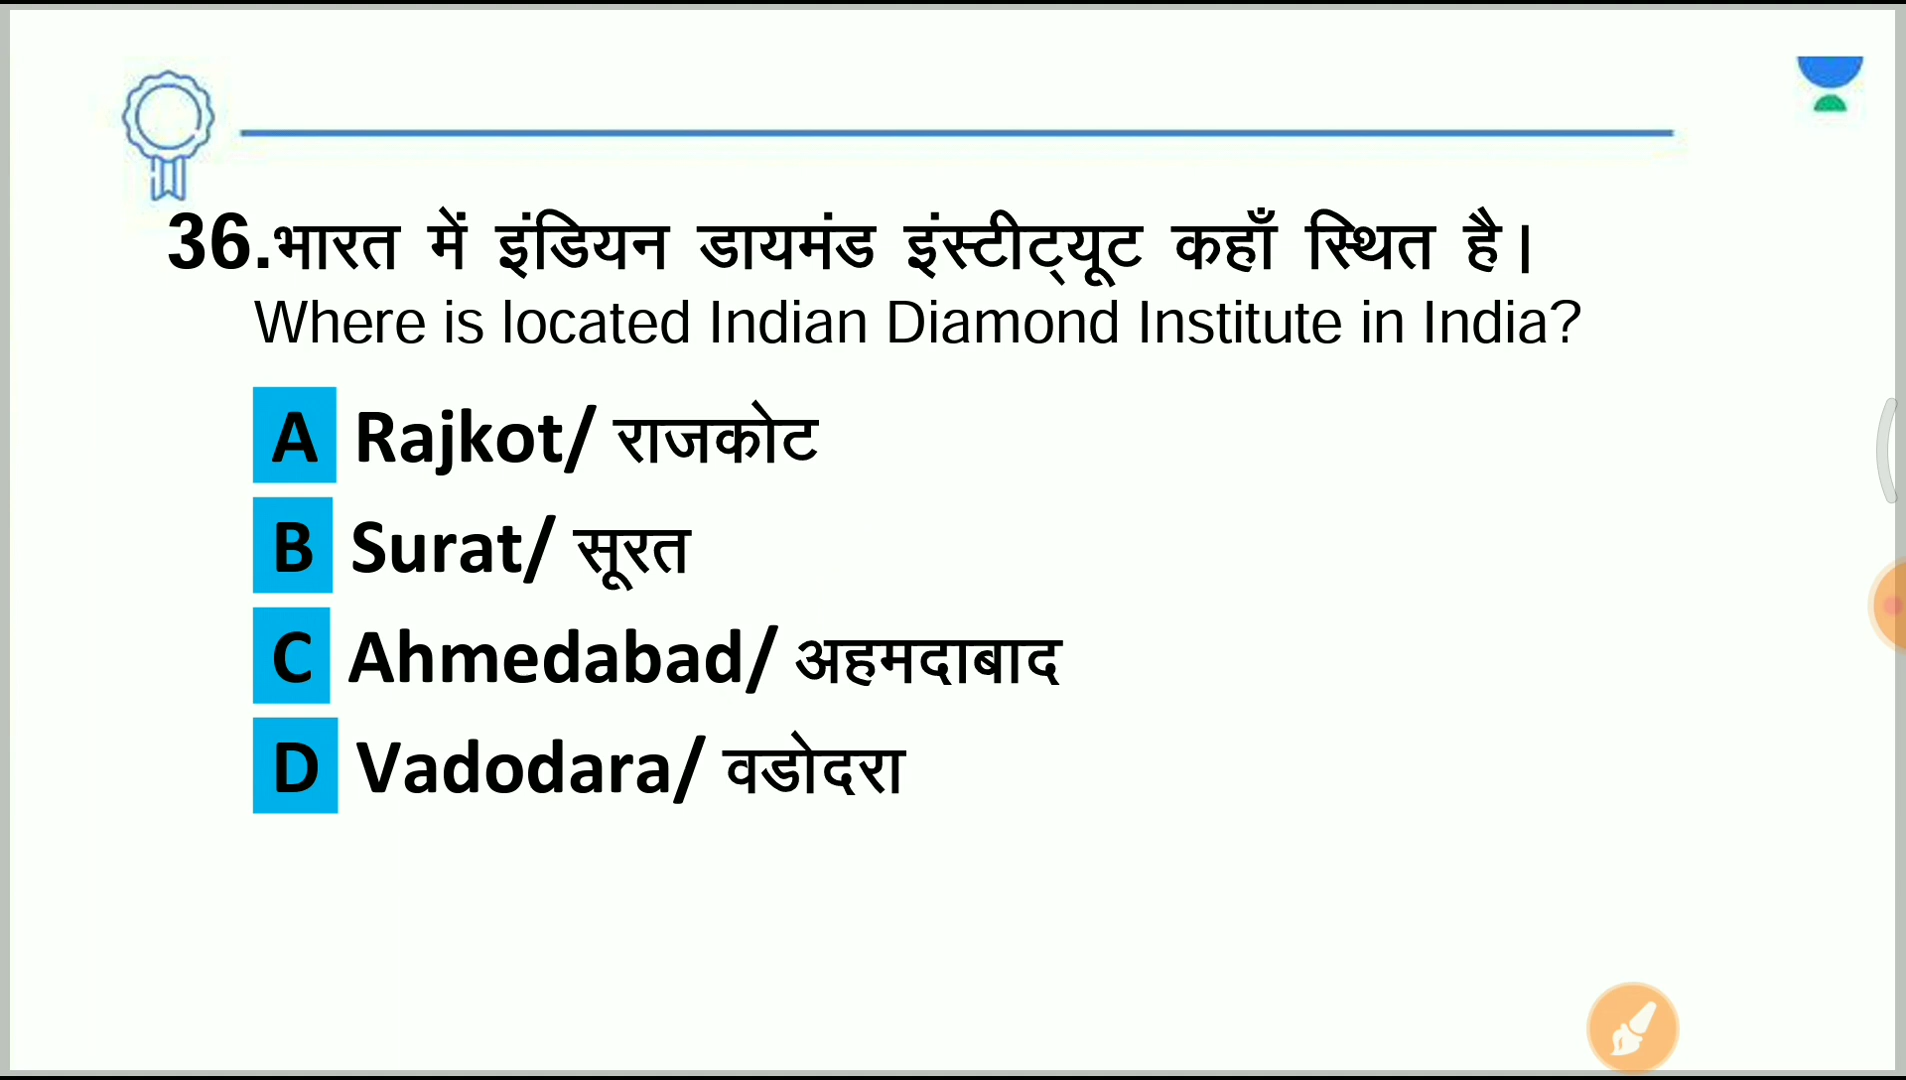 36.भारत में इंडियन डायमंड इंस्टीट्यूट कहाँ स्थित है।
Where is located Indian Diamond Institute in India?
A Rajkot/ राजकोट
B Surat/ सूरत
C Ahmedabad/ अहमदाबाद
D Vadodara/ वडोदरा